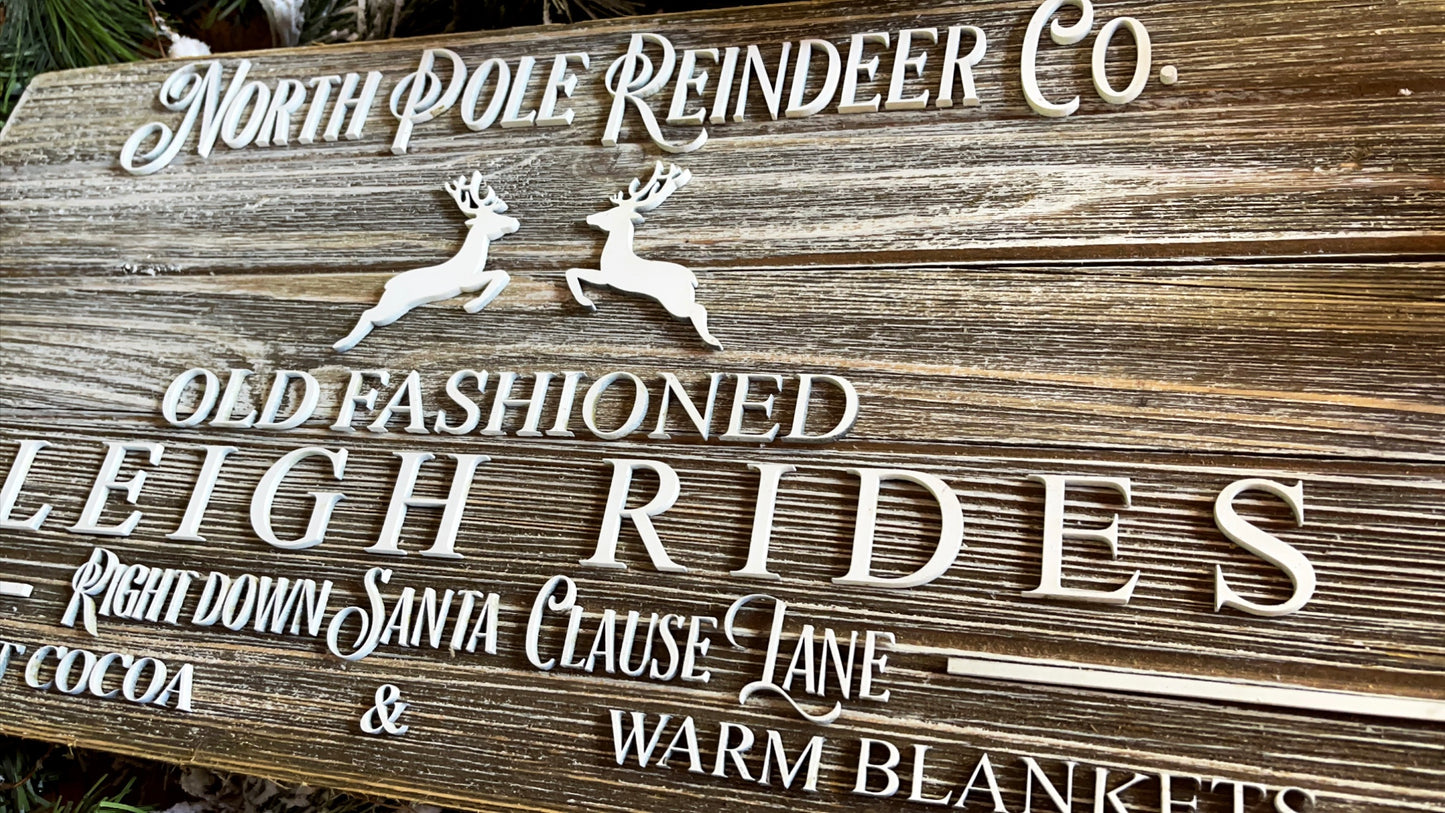 North Pole Reindeer Co.
OLD FASHIONED
LEIGH RIDES
Right down Santa Clause Lane
T COCOA & WARM BLANKETS